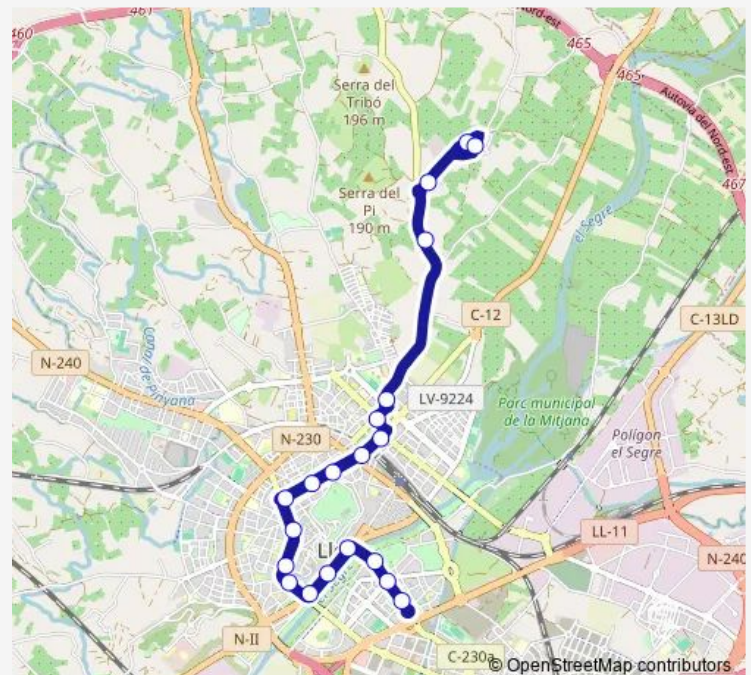 461
460
Nord-est
Autovia del Nord-est
465
465
Serra del
Tribó
196 m
467
Serra del
Pi
190 m
el Segre
C-12
C-13LD
Canal de Pinyana
N-240
LV-9224
Parc municipal
de la Mitjana
N-230
Polígon
el Segre
LL-11
Ll
N-240
N-II
C-230a
© OpenStreetMap contributors